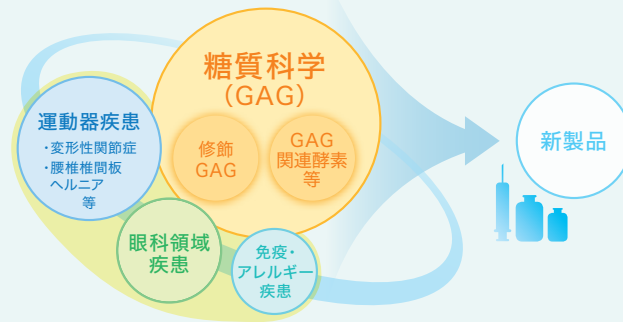 糖質科学
（GAG）
修飾
GAG
GAG
関連酵素
等
運動器疾患
・変形性関節症
・腰椎椎間板
ヘルニア
等
眼科領域
疾患
免疫・
アレルギー
疾患
新製品